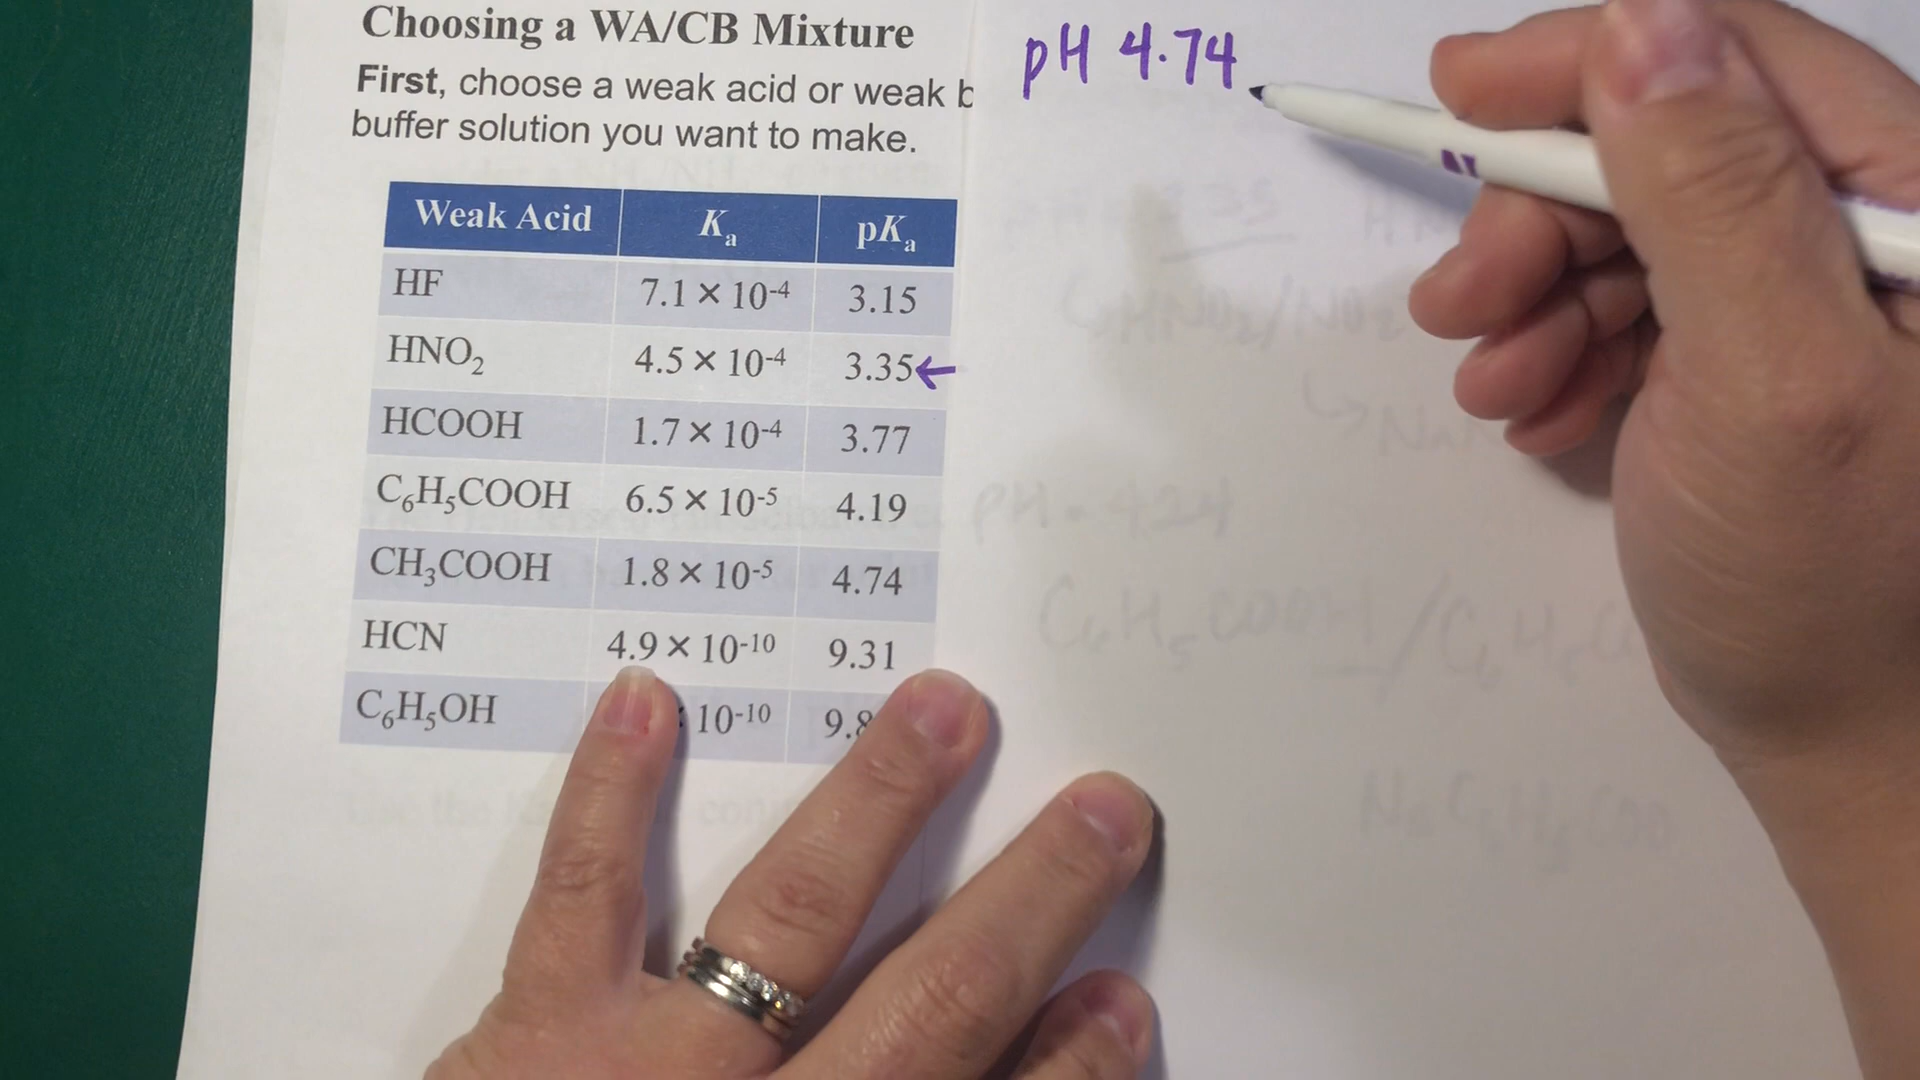 Choosing a WA/CB Mixture
First, choose a weak acid or weak b
buffer solution you want to make.
Weak Acid Kₐ pKₐ
HF 7.1 × 10⁻⁴ 3.15
HNO₂ 4.5 × 10⁻⁴ 3.35←
HCOOH 1.7 × 10⁻⁴ 3.77
C₆H₅COOH 6.5 × 10⁻⁵ 4.19
CH₃COOH 1.8 × 10⁻⁵ 4.74
HCN 4.9 × 10⁻¹⁰ 9.31
C₆H₅OH 10⁻¹⁰ 9.8
pH 4.74